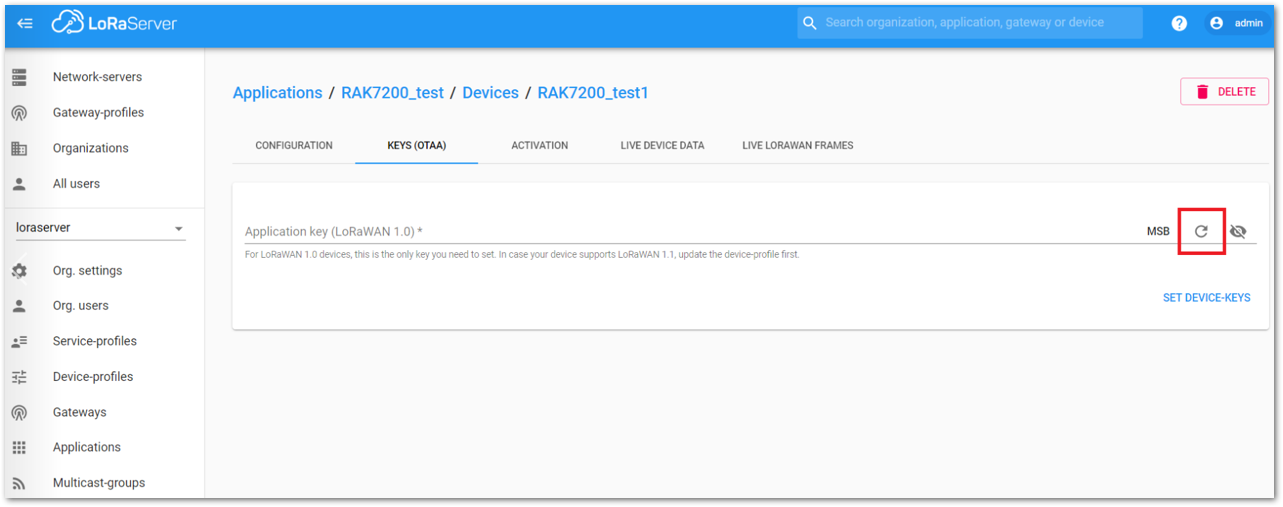 LoRaServer
Search organization, application, gateway or device
?
admin
Network-servers
Gateway-profiles
Organizations
All users
loraserver
Org. settings
Org. users
Service-profiles
Device-profiles
Gateways
Applications
Multicast-groups
Applications / RAK7200_test / Devices / RAK7200_test1
DELETE
CONFIGURATION KEYS (OTAA) ACTIVATION LIVE DEVICE DATA LIVE LORAWAN FRAMES
Application key (LoRaWAN 1.0) *
MSB
For LoRaWAN 1.0 devices, this is the only key you need to set. In case your device supports LoRaWAN 1.1, update the device-profile first.
SET DEVICE-KEYS